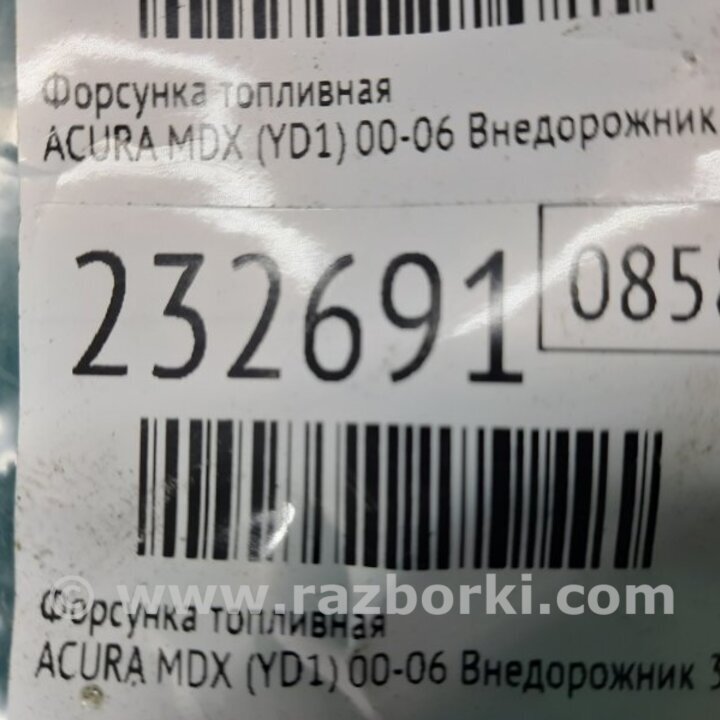 Форсунка топливная
ACURA MDX (YD1) 00-06 Внедорожник
232691
© www.razborki.com
Форсунка топливная
ACURA MDX (YD1) 00-06 Внедорожник